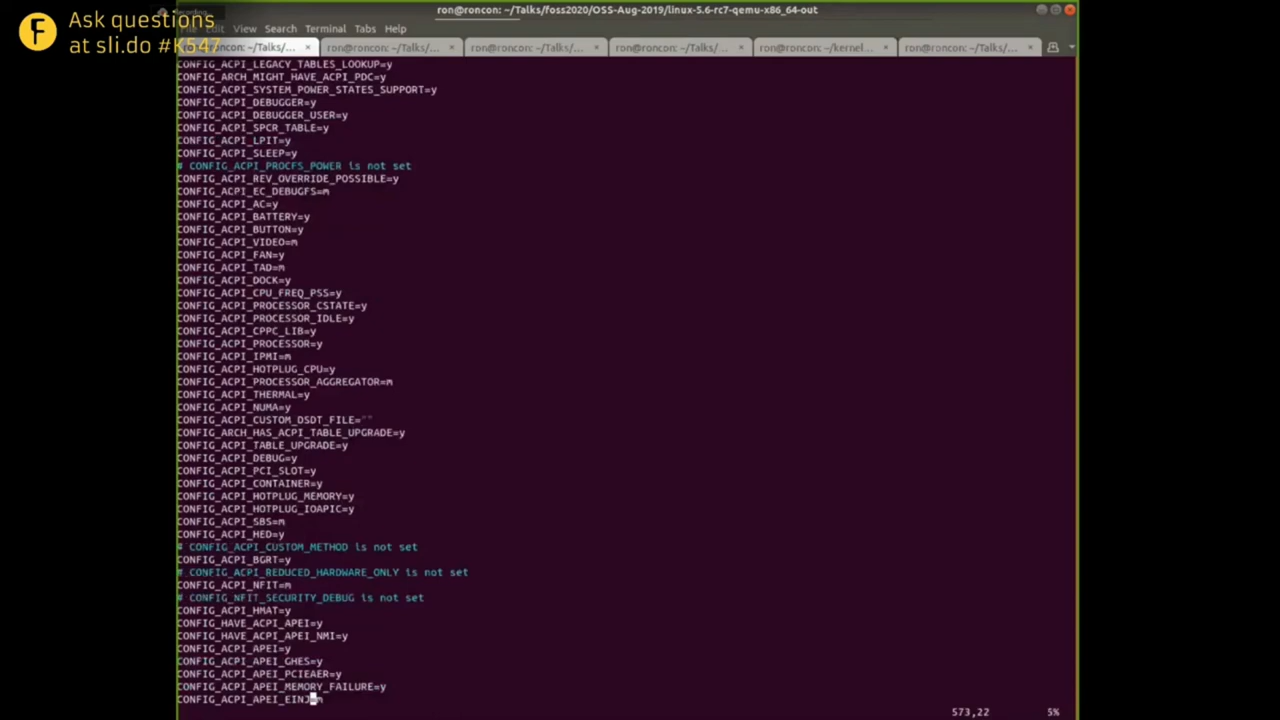 Ask questions
at sli.do #K547
F
ron@roncon: ~/Talks/foss2020/OSS-Aug-2019/linux-5.6-rc7-qemu-x86_64-out
Edit View Search Terminal Tabs Help
roncon: ~/Talks/... × ron@roncon: ~/Talks/... × ron@roncon: ~/Talks/... × ron@roncon: ~/Talks/... × ron@roncon: ~/kernel... × ron@roncon: ~/Talks/... ×
CONFIG_ACPI_LEGACY_TABLES_LOOKUP=y
CONFIG_ARCH_MIGHT_HAVE_ACPI_PDC=y
CONFIG_ACPI_SYSTEM_POWER_STATES_SUPPORT=y
CONFIG_ACPI_DEBUGGER=y
CONFIG_ACPI_DEBUGGER_USER=y
CONFIG_ACPI_SPCR_TABLE=y
CONFIG_ACPI_LPIT=y
CONFIG_ACPI_SLEEP=y
# CONFIG_ACPI_PROCFS_POWER is not set
CONFIG_ACPI_REV_OVERRIDE_POSSIBLE=y
CONFIG_ACPI_EC_DEBUGFS=m
CONFIG_ACPI_AC=y
CONFIG_ACPI_BATTERY=y
CONFIG_ACPI_BUTTON=y
CONFIG_ACPI_VIDEO=m
CONFIG_ACPI_FAN=y
CONFIG_ACPI_TAD=m
CONFIG_ACPI_DOCK=y
CONFIG_ACPI_CPU_FREQ_PSS=y
CONFIG_ACPI_PROCESSOR_CSTATE=y
CONFIG_ACPI_PROCESSOR_IDLE=y
CONFIG_ACPI_CPPC_LIB=y
CONFIG_ACPI_PROCESSOR=y
CONFIG_ACPI_IPMI=m
CONFIG_ACPI_HOTPLUG_CPU=y
CONFIG_ACPI_PROCESSOR_AGGREGATOR=m
CONFIG_ACPI_THERMAL=y
CONFIG_ACPI_NUMA=y
CONFIG_ACPI_CUSTOM_DSDT_FILE=""
CONFIG_ARCH_HAS_ACPI_TABLE_UPGRADE=y
CONFIG_ACPI_TABLE_UPGRADE=y
CONFIG_ACPI_DEBUG=y
CONFIG_ACPI_PCI_SLOT=y
CONFIG_ACPI_CONTAINER=y
CONFIG_ACPI_HOTPLUG_MEMORY=y
CONFIG_ACPI_HOTPLUG_IOAPIC=y
CONFIG_ACPI_SBS=m
CONFIG_ACPI_HED=y
# CONFIG_ACPI_CUSTOM_METHOD is not set
CONFIG_ACPI_BGRT=y
# CONFIG_ACPI_REDUCED_HARDWARE_ONLY is not set
CONFIG_ACPI_NFIT=m
# CONFIG_NFIT_SECURITY_DEBUG is not set
CONFIG_ACPI_HMAT=y
CONFIG_HAVE_ACPI_APEI=y
CONFIG_HAVE_ACPI_APEI_NMI=y
CONFIG_ACPI_APEI=y
CONFIG_ACPI_APEI_GHES=y
CONFIG_ACPI_APEI_PCIEAER=y
CONFIG_ACPI_APEI_MEMORY_FAILURE=y
CONFIG_ACPI_APEI_EINJ=m
573,22 5%